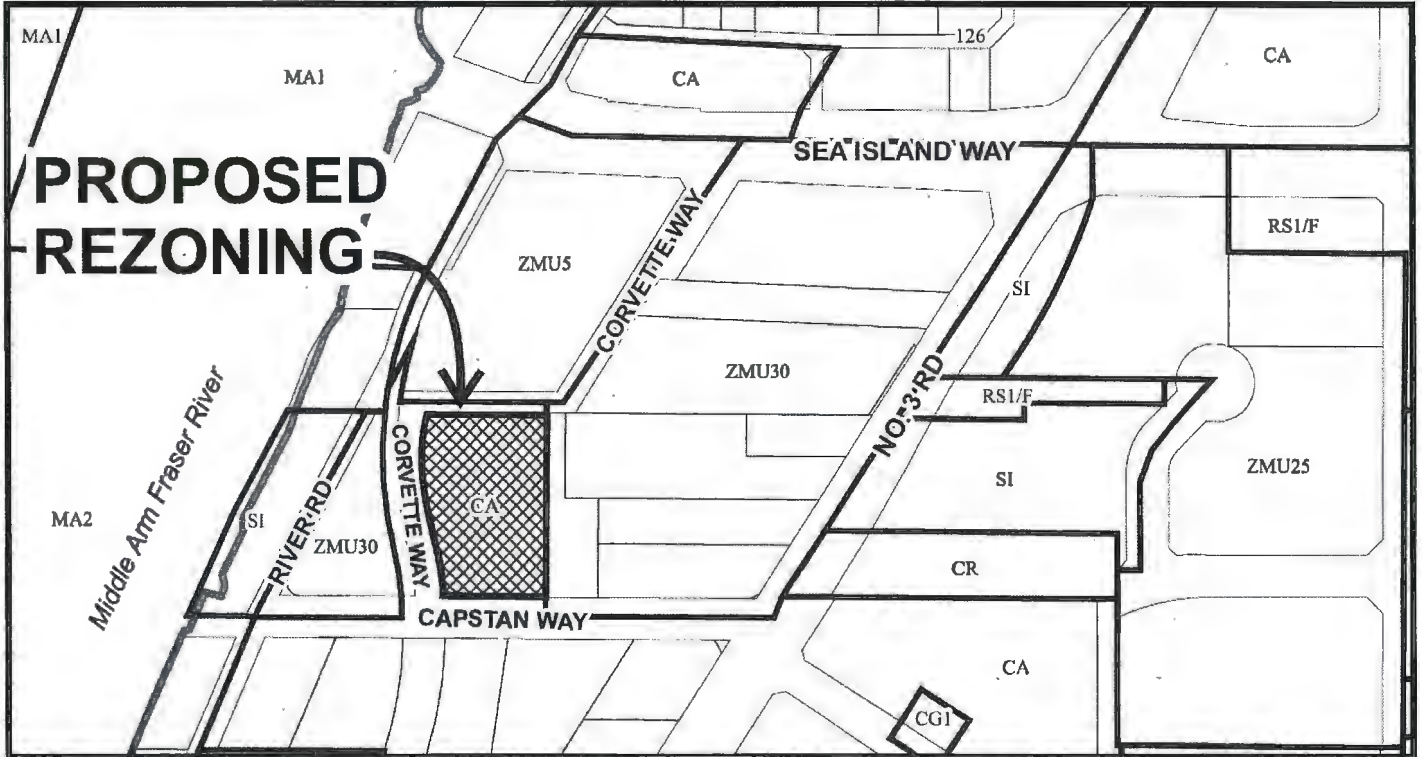 MA1
MA1
126
CA
CA
SEA ISLAND WAY
PROPOSED
REZONING
CORVETTE WAY
RS1/F
ZMU5
SI
ZMU30
NO. 3 RD
RS1/F
CORVETTE WAY
Middle Arm Fraser River
ZMU25
SI
CA
MA2
SI
RIVER RD
ZMU30
CR
CAPSTAN WAY
CA
CG1